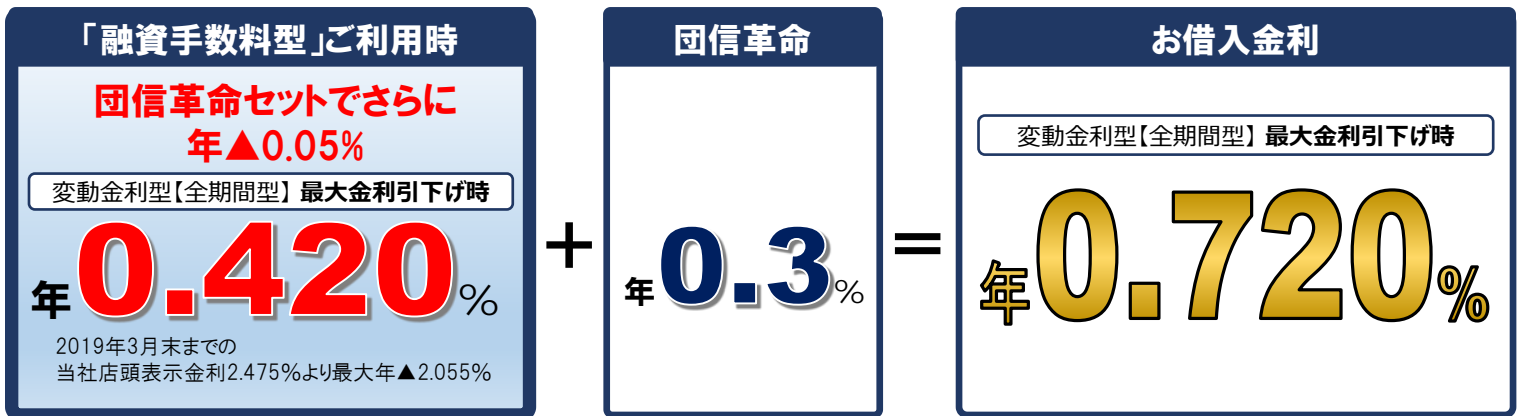 「融資手数料型」ご利用時
団信革命セットでさらに
年▲0.05%
変動金利型【全期間型】 最大金利引下げ時
年0.420%
2019年3月末までの
当社店頭表示金利2.475%より最大年▲2.055%
+
団信革命
年0.3%
=
お借入金利
変動金利型【全期間型】 最大金利引下げ時
年0.720%